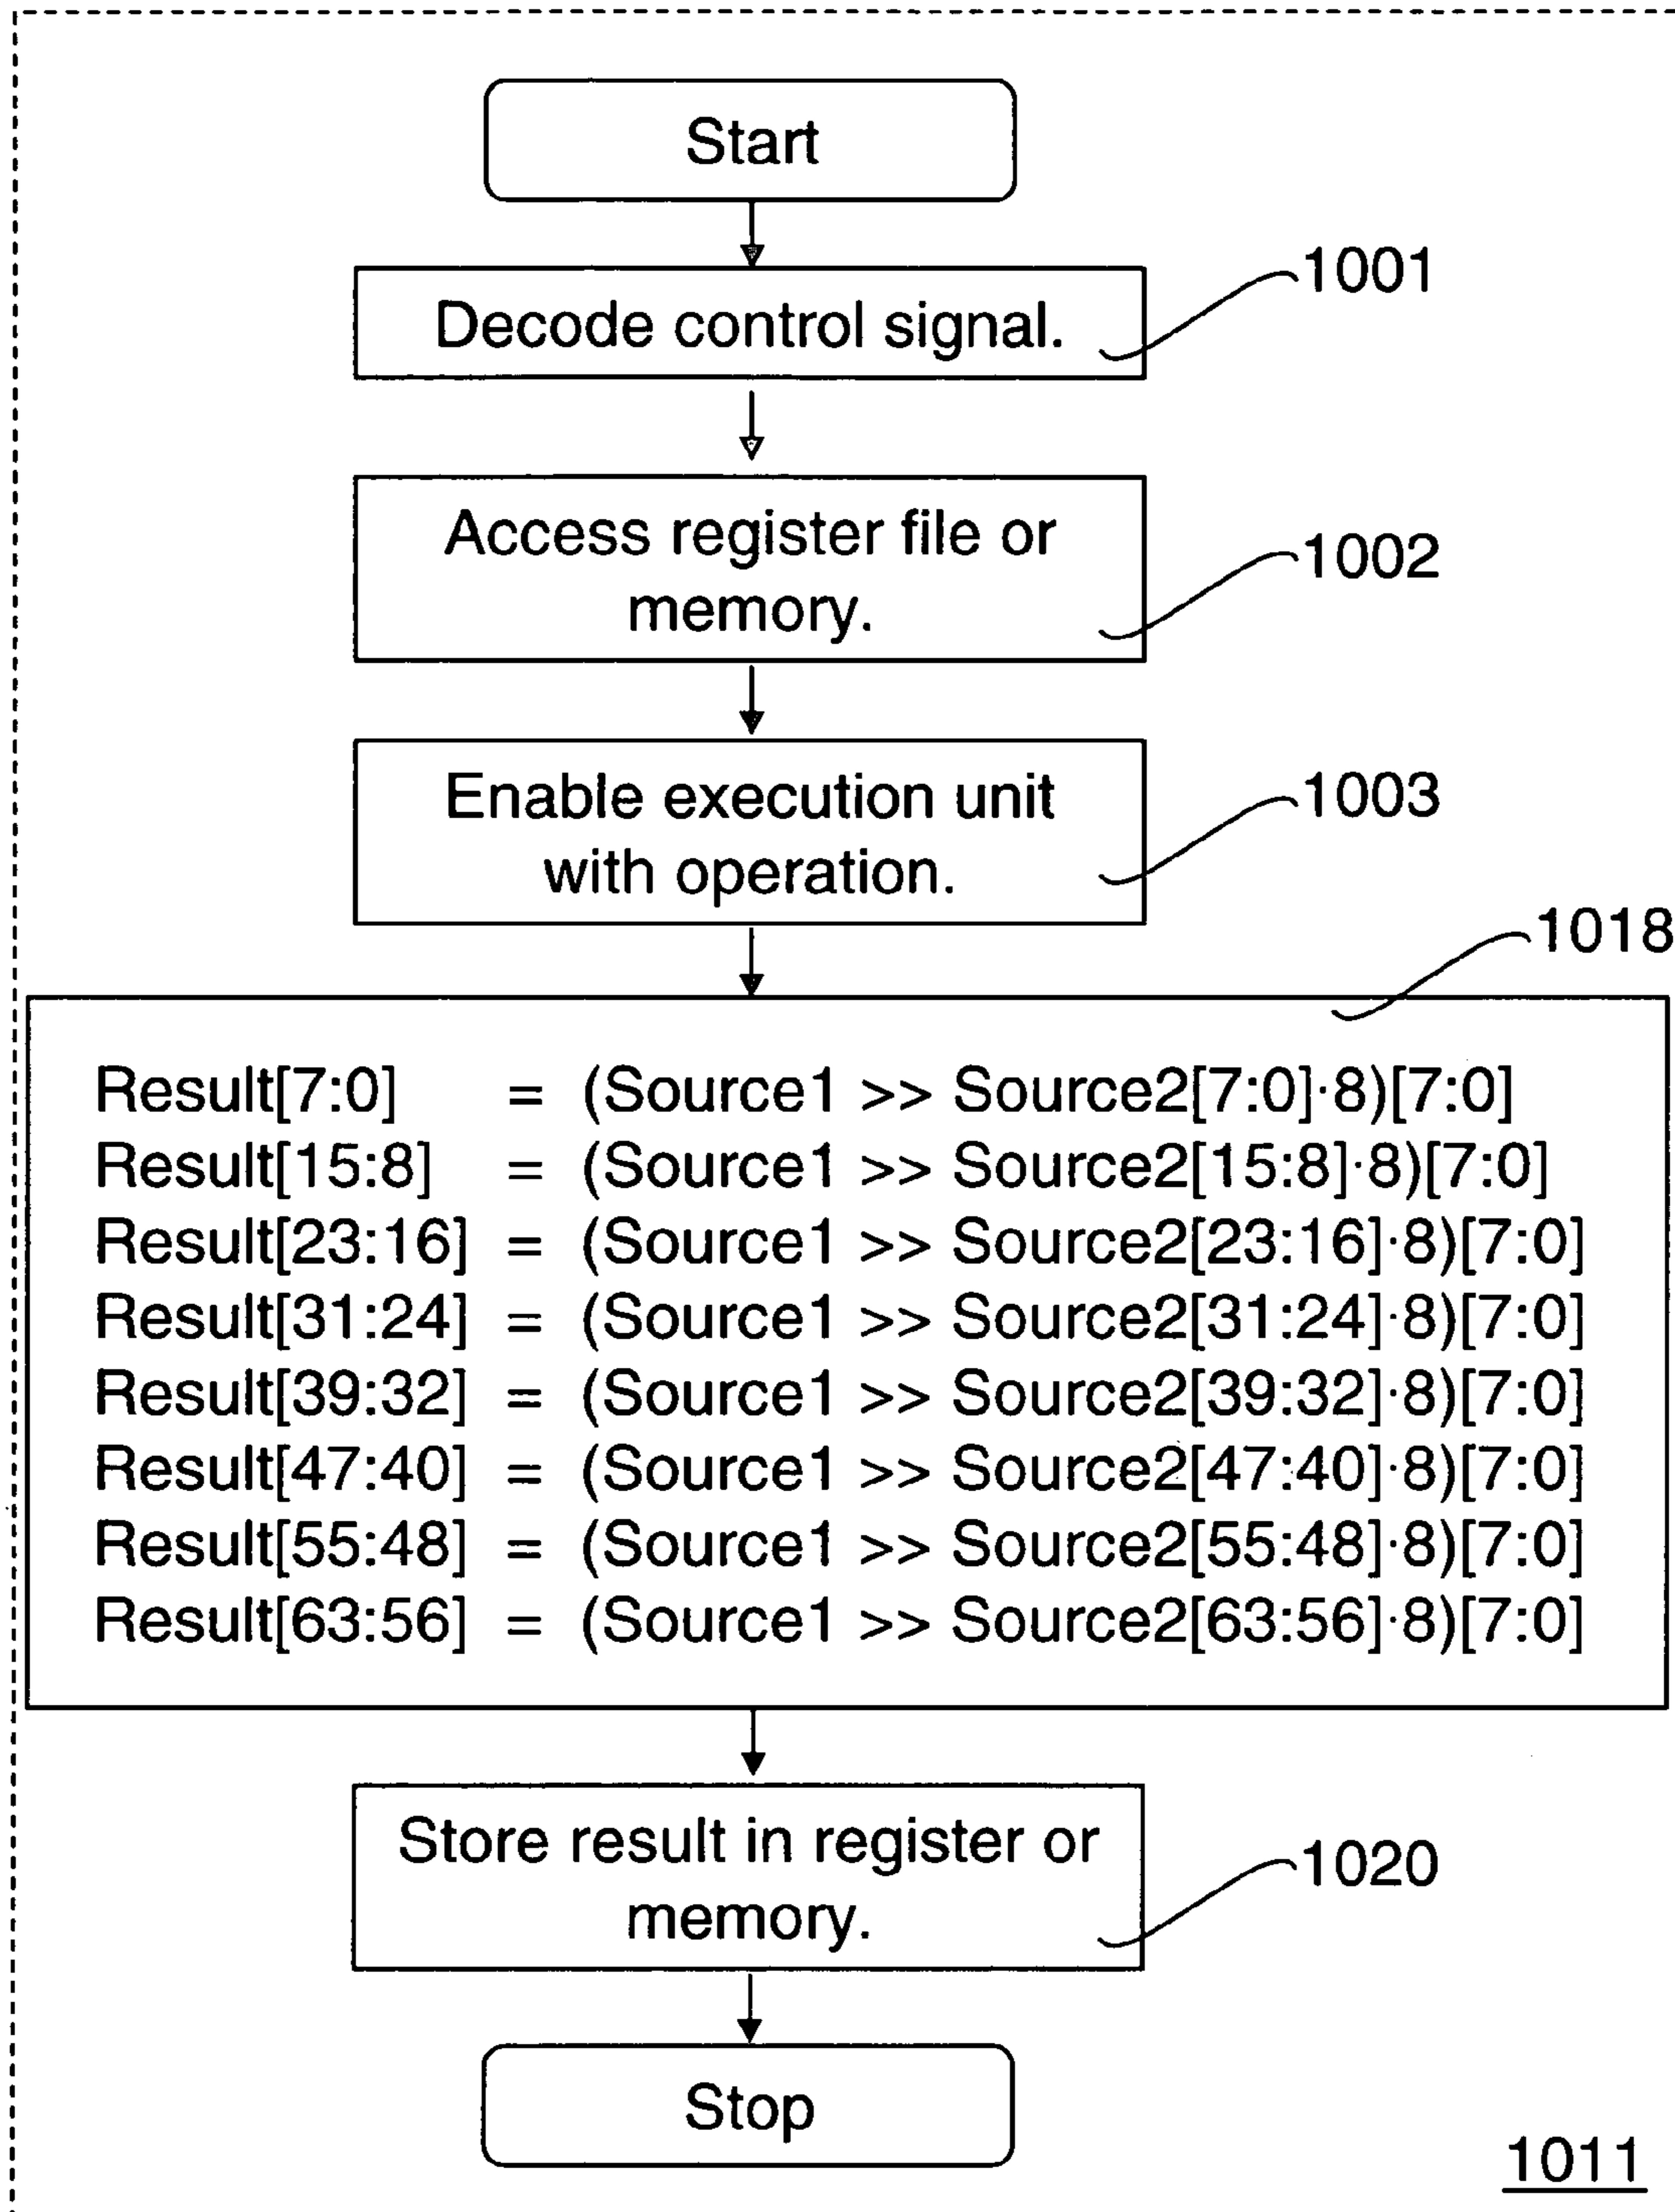 Start
Decode control signal.
1001
Access register file or
memory.
1002
Enable execution unit
with operation.
1003
1018
Result[7:0] = (Source1 >> Source2[7:0]·8)[7:0]
Result[15:8] = (Source1 >> Source2[15:8]·8)[7:0]
Result[23:16] = (Source1 >> Source2[23:16]·8)[7:0]
Result[31:24] = (Source1 >> Source2[31:24]·8)[7:0]
Result[39:32] = (Source1 >> Source2[39:32]·8)[7:0]
Result[47:40] = (Source1 >> Source2[47:40]·8)[7:0]
Result[55:48] = (Source1 >> Source2[55:48]·8)[7:0]
Result[63:56] = (Source1 >> Source2[63:56]·8)[7:0]
Store result in register or
memory.
1020
Stop
1011